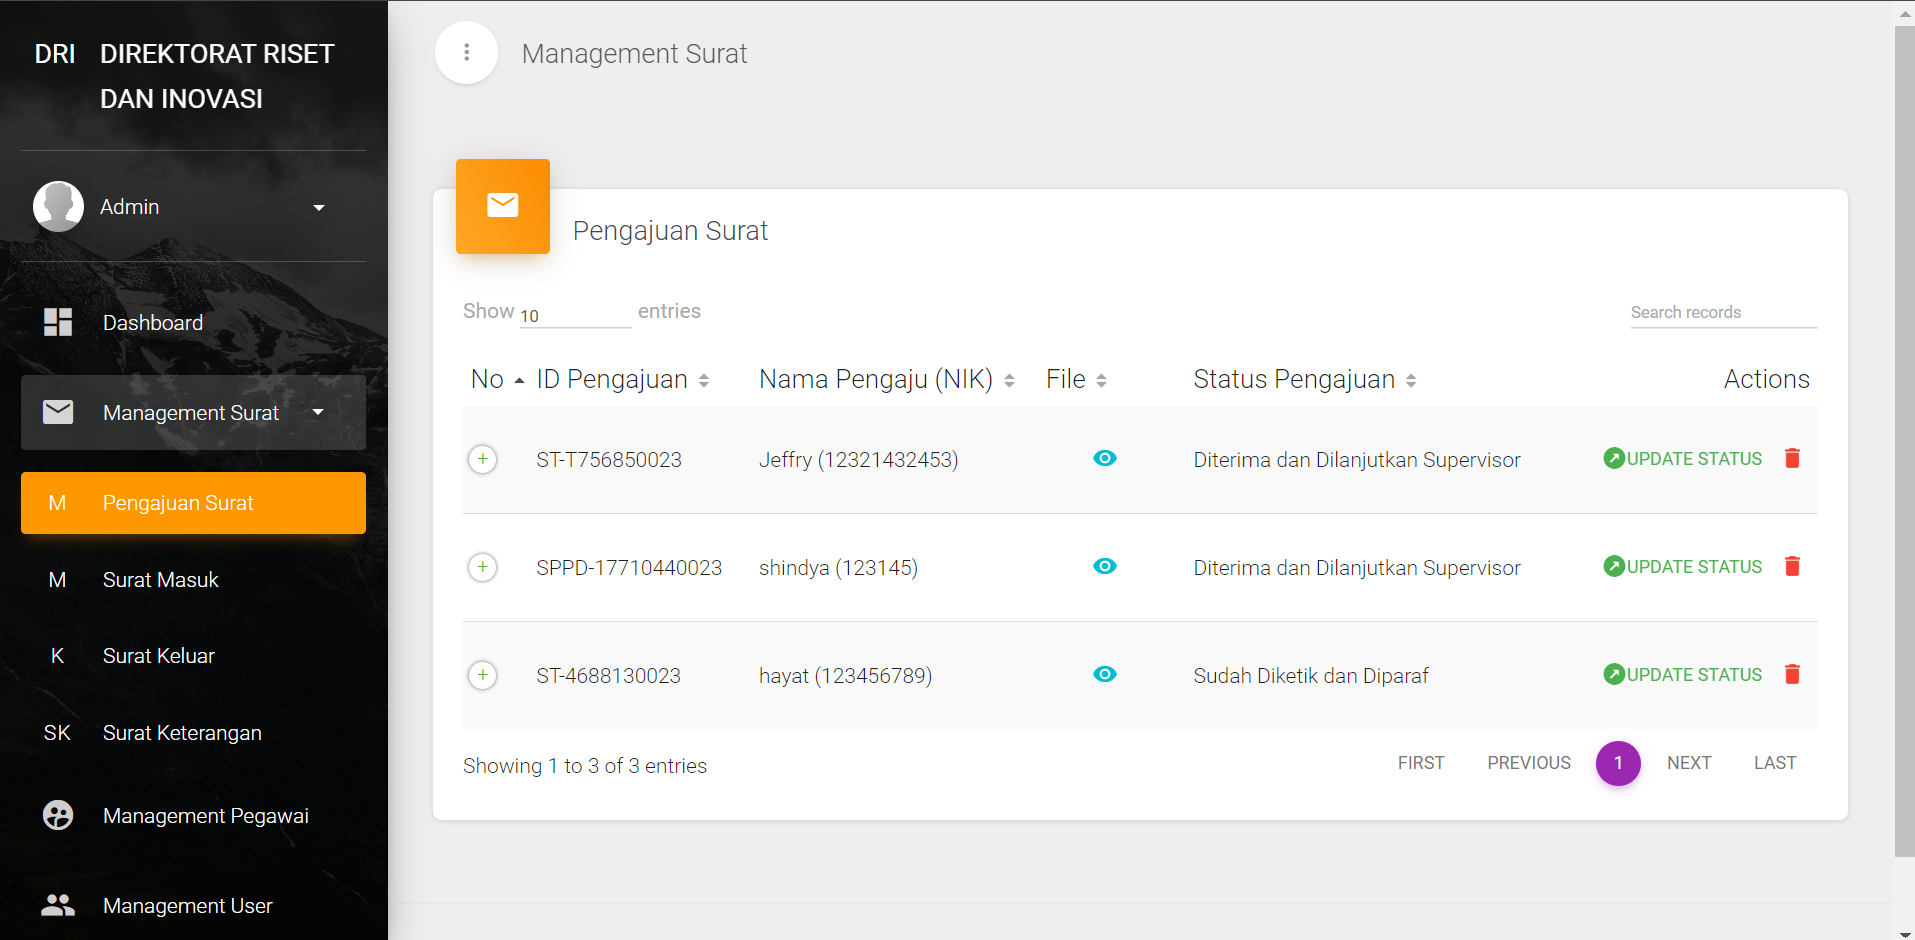 DRI DIREKTORAT RISET
DAN INOVASI
Admin
Dashboard
Management Surat
M Pengajuan Surat
M Surat Masuk
K Surat Keluar
SK Surat Keterangan
Management Pegawai
Management User
Management Surat
Pengajuan Surat
Show 10 entries
Search records
No ID Pengajuan Nama Pengaju (NIK) File Status Pengajuan Actions
ST-T756850023 Jeffry (12321432453) Diterima dan Dilanjutkan Supervisor UPDATE STATUS
SPPD-17710440023 shindya (123145) Diterima dan Dilanjutkan Supervisor UPDATE STATUS
ST-4688130023 hayat (123456789) Sudah Diketik dan Diparaf UPDATE STATUS
Showing 1 to 3 of 3 entries
FIRST PREVIOUS 1 NEXT LAST